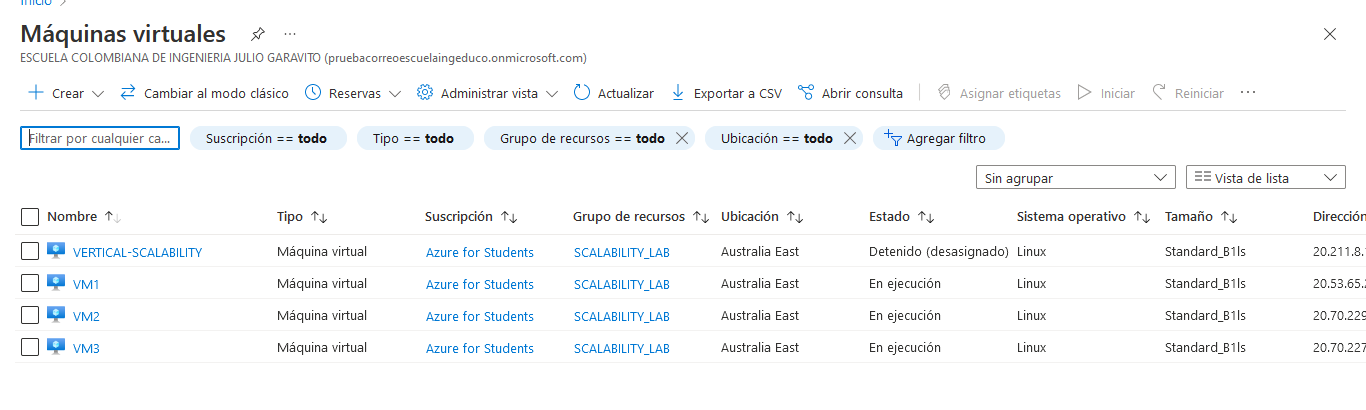 Inicio >
Máquinas virtuales
ESCUELA COLOMBIANA DE INGENIERIA JULIO GARAVITO (pruebacorreoescuelaingeduco.onmicrosoft.com)
Crear Cambiar al modo clásico Reservas Administrar vista Actualizar Exportar a CSV Abrir consulta Asignar etiquetas Iniciar Reiniciar ...
Filtrar por cualquier ca... Suscripción == todo Tipo == todo Grupo de recursos == todo Ubicación == todo Agregar filtro
Sin agrupar Vista de lista
Nombre Tipo Suscripción Grupo de recursos Ubicación Estado Sistema operativo Tamaño Dirección
VERTICAL-SCALABILITY Máquina virtual Azure for Students SCALABILITY_LAB Australia East Detenido (desasignado) Linux Standard_B1ls 20.211.8.
VM1 Máquina virtual Azure for Students SCALABILITY_LAB Australia East En ejecución Linux Standard_B1ls 20.53.65.
VM2 Máquina virtual Azure for Students SCALABILITY_LAB Australia East En ejecución Linux Standard_B1ls 20.70.229
VM3 Máquina virtual Azure for Students SCALABILITY_LAB Australia East En ejecución Linux Standard_B1ls 20.70.227